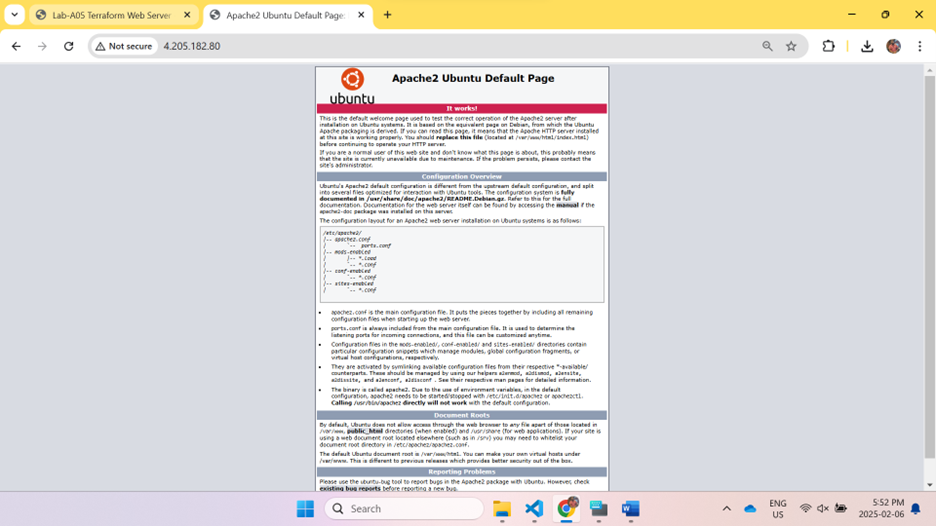 Lab-A05 Terraform Web Server
Apache2 Ubuntu Default Page:
Not secure
4.205.182.80
ubuntu
Apache2 Ubuntu Default Page
It works!
This is the default welcome page used to test the correct operation of the Apache2 server after
installation on Ubuntu systems. It is based on the equivalent page on Debian, from which the Ubuntu
Apache packaging is derived. If you can read this page, it means that the Apache HTTP server installed
at this site is working properly. You should replace this file (located at /var/www/html/index.html)
before continuing to operate your HTTP server.
If you are a normal user of this web site and don't know what this page is about, this probably means
that the site is currently unavailable due to maintenance. If the problem persists, please contact the
site's administrator.
Configuration Overview
Ubuntu's Apache2 default configuration is different from the upstream default configuration, and split
into several files optimized for interaction with Ubuntu tools. The configuration system is fully
documented in /usr/share/doc/apache2/README.Debian.gz. Refer to this for the full
documentation. Documentation for the web server itself can be found by accessing the manual if the
apache2-doc package was installed on this server.
The configuration layout for an Apache2 web server installation on Ubuntu systems is as follows:
/etc/apache2/
|-- apache2.conf
|       `-- ports.conf
|-- mods-enabled
|       |-- *.load
|       `-- *.conf
|-- conf-enabled
|       `-- *.conf
|-- sites-enabled
|       `-- *.conf
• apache2.conf is the main configuration file. It puts the pieces together by including all remaining
configuration files when starting up the web server.
• ports.conf is always included from the main configuration file. It is used to determine the
listening ports for incoming connections, and this file can be customized anytime.
• Configuration files in the mods-enabled/, conf-enabled/ and sites-enabled/ directories contain
particular configuration snippets which manage modules, global configuration fragments, or
virtual host configurations, respectively.
• They are activated by symlinking available configuration files from their respective *-available/
counterparts. These should be managed by using our helpers a2enmod, a2dismod, a2ensite,
a2dissite, and a2enconf, a2disconf . See their respective man pages for detailed information.
• The binary is called apache2. Due to the use of environment variables, in the default
configuration, apache2 needs to be started/stopped with /etc/init.d/apache2 or apache2ctl.
Calling /usr/bin/apache2 directly will not work with the default configuration.
Document Roots
By default, Ubuntu does not allow access through the web browser to any file apart of those located in
/var/www, public_html directories (when enabled) and /usr/share (for web applications). If your site is
using a web document root located elsewhere (such as in /srv) you may need to whitelist your
document root directory in /etc/apache2/apache2.conf.
The default Ubuntu document root is /var/www/html. You can make your own virtual hosts under
/var/www. This is different to previous releases which provides better security out of the box.
Reporting Problems
Please use the ubuntu-bug tool to report bugs in the Apache2 package with Ubuntu. However, check
existing bug reports before reporting a new bug.
Search
ENG
US
5:52 PM
2025-02-06